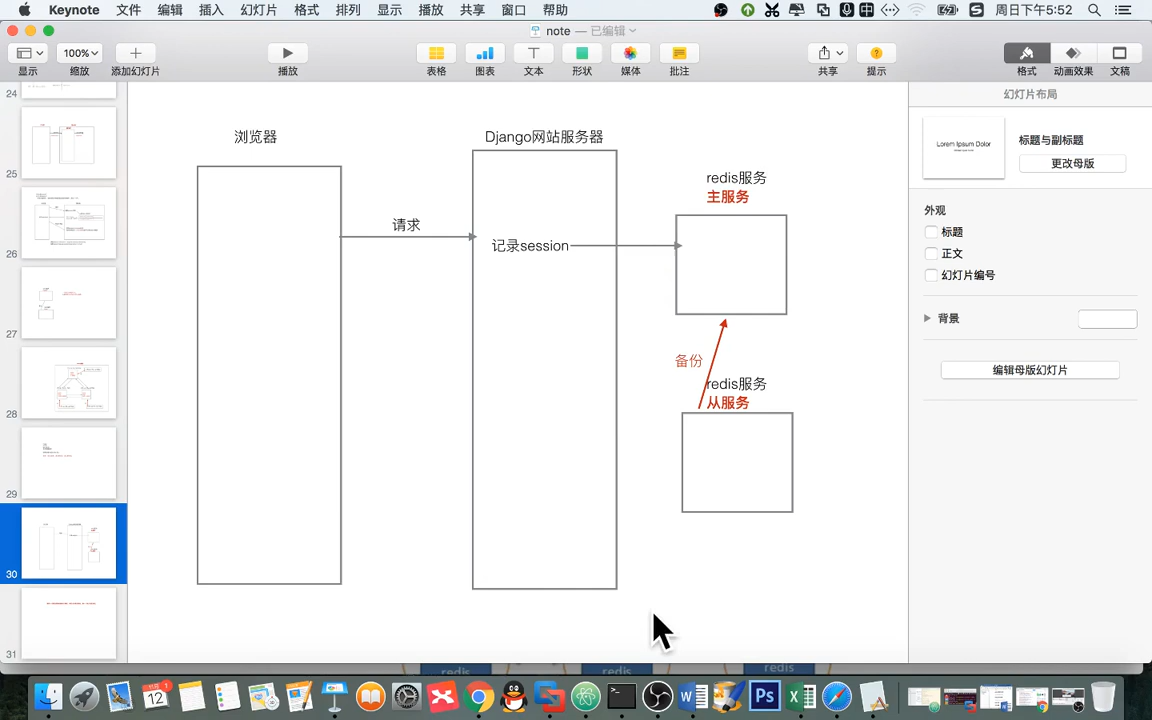 Keynote 文件 编辑 插入 幻灯片 格式 排列 显示 播放 共享 窗口 帮助
周日下午5:52
note — 已编辑
100%
显示 缩放 添加幻灯片 播放 表格 图表 文本 形状 媒体 批注 共享 提示 格式 动画效果 文稿
幻灯片布局
24
25
26
27
28
29
30
31
浏览器
Django网站服务器
请求
记录session
redis服务
主服务
备份
redis服务
从服务
Lorem Ipsum Dolor
标题与副标题
更改母版
外观
标题
正文
幻灯片编号
背景
编辑母版幻灯片
redis redis redis
12